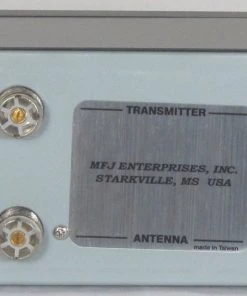 TRANSMITTER
MFJ ENTERPRISES, INC.
STARKVILLE, MS USA
ANTENNA
made in Taiwan